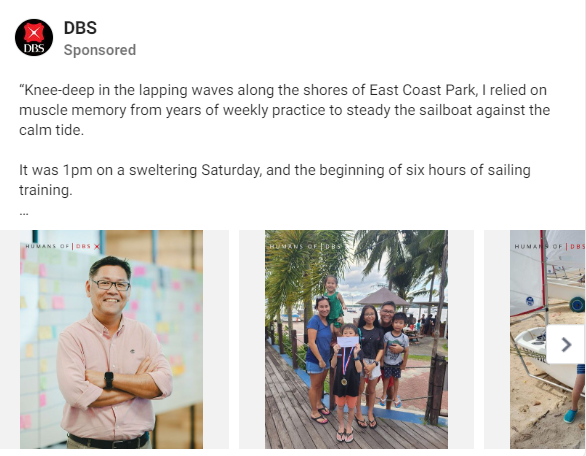 DBS
Sponsored
DBS
“Knee-deep in the lapping waves along the shores of East Coast Park, I relied on
muscle memory from years of weekly practice to steady the sailboat against the
calm tide.
It was 1pm on a sweltering Saturday, and the beginning of six hours of sailing
training.
...
HUMANS OF | DBS
HUMANS OF | DBS
HUMANS OF | DBS